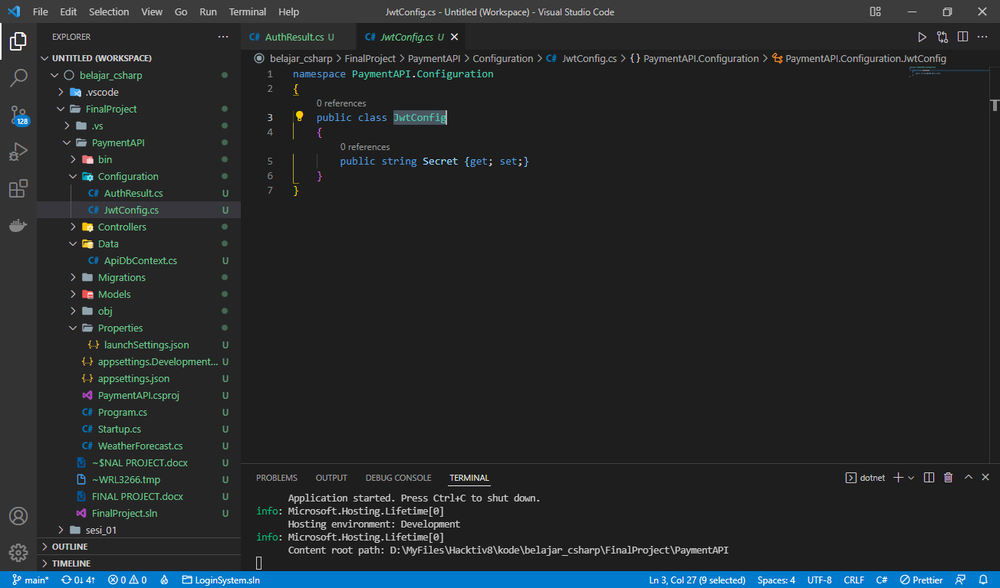 File Edit Selection View Go Run Terminal Help JwtConfig.cs - Untitled (Workspace) - Visual Studio Code
EXPLORER
UNTITLED (WORKSPACE)
belajar_csharp
.vscode
FinalProject
.vs
PaymentAPI
bin
Configuration
C# AuthResult.cs U
C# JwtConfig.cs U
Controllers
Data
C# ApiDbContext.cs U
Migrations
Models
obj
Properties
{..} launchSettings.json U
{..} appsettings.Development... U
{..} appsettings.json U
PaymentAPI.csproj U
C# Program.cs U
C# Startup.cs U
C# WeatherForecast.cs U
~$NAL PROJECT.docx U
~WRL3266.tmp U
FINAL PROJECT.docx U
FinalProject.sln U
sesi_01
OUTLINE
TIMELINE
128
C# AuthResult.cs U C# JwtConfig.cs U
belajar_csharp > FinalProject > PaymentAPI > Configuration > C# JwtConfig.cs > {} PaymentAPI.Configuration > PaymentAPI.Configuration.JwtConfig
1 namespace PaymentAPI.Configuration
2 {
0 references
3 public class JwtConfig
4 {
0 references
5 public string Secret {get; set;}
6 }
7 }
PROBLEMS OUTPUT DEBUG CONSOLE TERMINAL dotnet
Application started. Press Ctrl+C to shut down.
info: Microsoft.Hosting.Lifetime[0]
Hosting environment: Development
info: Microsoft.Hosting.Lifetime[0]
Content root path: D:\MyFiles\Hacktiv8\kode\belajar_csharp\FinalProject\PaymentAPI
main* 0↓ 4↑ 0 0 LoginSystem.sln Ln 3, Col 27 (9 selected) Spaces: 4 UTF-8 CRLF C# Prettier